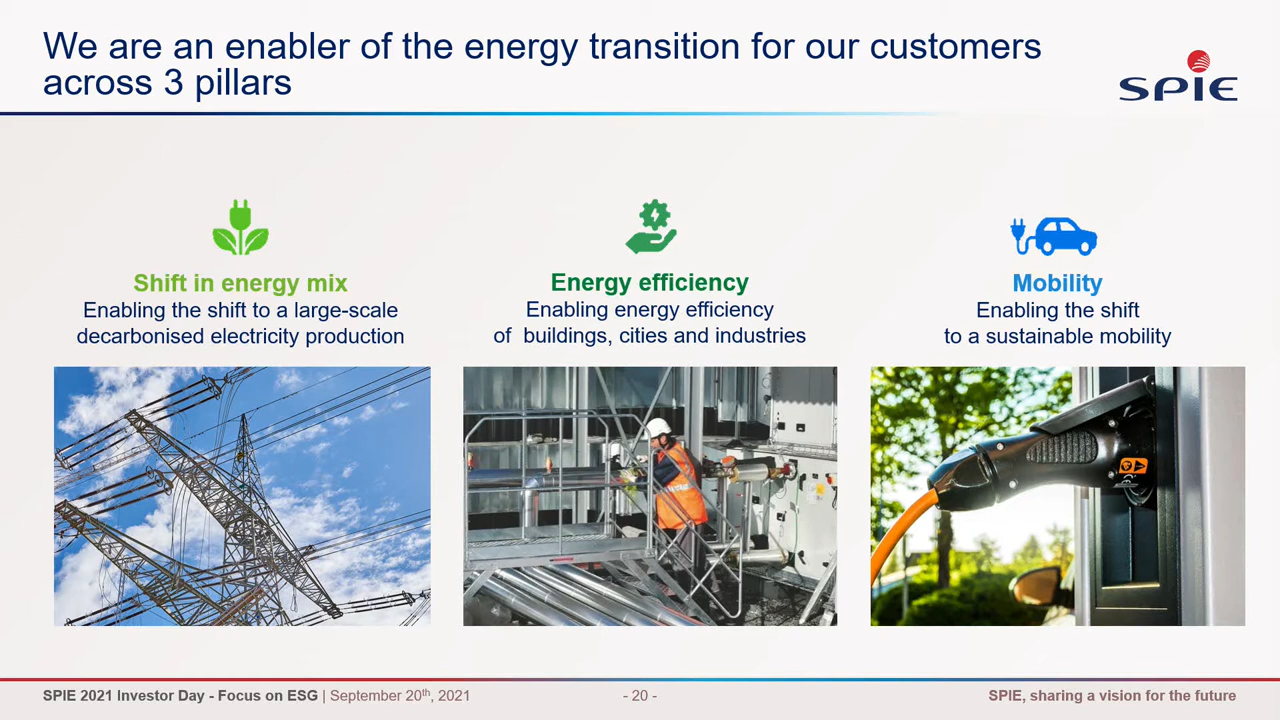 We are an enabler of the energy transition for our customers
across 3 pillars
SPIE
Shift in energy mix
Enabling the shift to a large-scale
decarbonised electricity production
Energy efficiency
Enabling energy efficiency
of buildings, cities and industries
Mobility
Enabling the shift
to a sustainable mobility
SPIE 2021 Investor Day - Focus on ESG | September 20th, 2021
- 20 -
SPIE, sharing a vision for the future